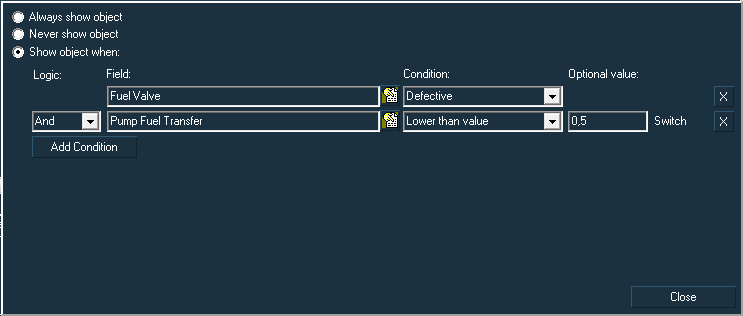 Always show object
Never show object
Show object when:
Logic: Field: Condition: Optional value:
Fuel Valve Defective X
And Pump Fuel Transfer Lower than value 0,5 Switch X
Add Condition
Close